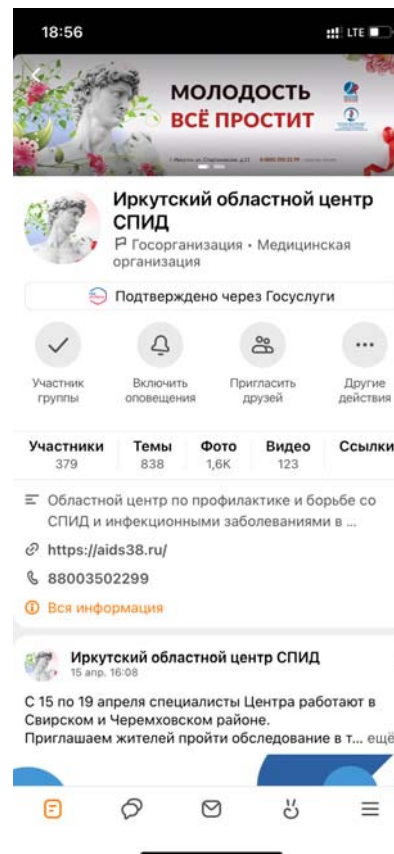 18:56
LTE
МОЛОДОСТЬ
ВСЁ ПРОСТИТ
Иркутский областной центр
СПИД
Госорганизация • Медицинская
организация
Подтверждено через Госуслуги
Участник
группы
Включить
оповещения
Пригласить
друзей
Другие
действия
Участники Темы Фото Видео Ссылки
379 838 1,6K 123
Областной центр по профилактике и борьбе со
СПИД и инфекционными заболеваниями в ...
https://aids38.ru/
88003502299
Вся информация
Иркутский областной центр СПИД
15 апр. 16:08
С 15 по 19 апреля специалисты Центра работают в
Свирском и Черемховском районе.
Приглашаем жителей пройти обследование в т... ещё